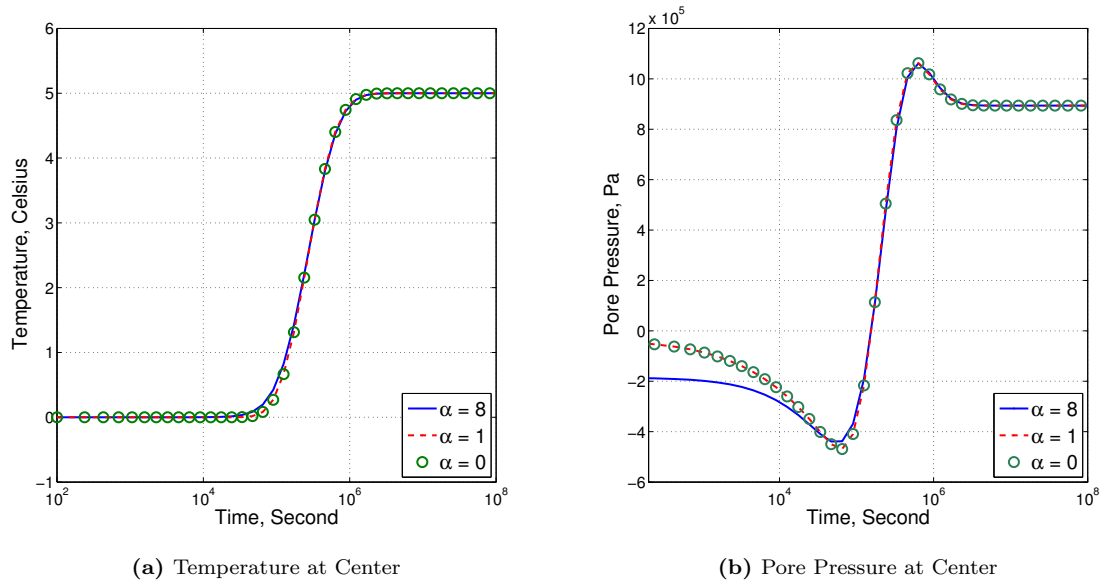 6
5
4
3
2
1
0
−1
Temperature, Celsius
10^2
10^4
10^6
10^8
Time, Second
α = 8
α = 1
α = 0
(a) Temperature at Center
x 10^5
12
10
8
6
4
2
0
−2
−4
−6
Pore Pressure, Pa
10^4
10^6
10^8
Time, Second
α = 8
α = 1
α = 0
(b) Pore Pressure at Center